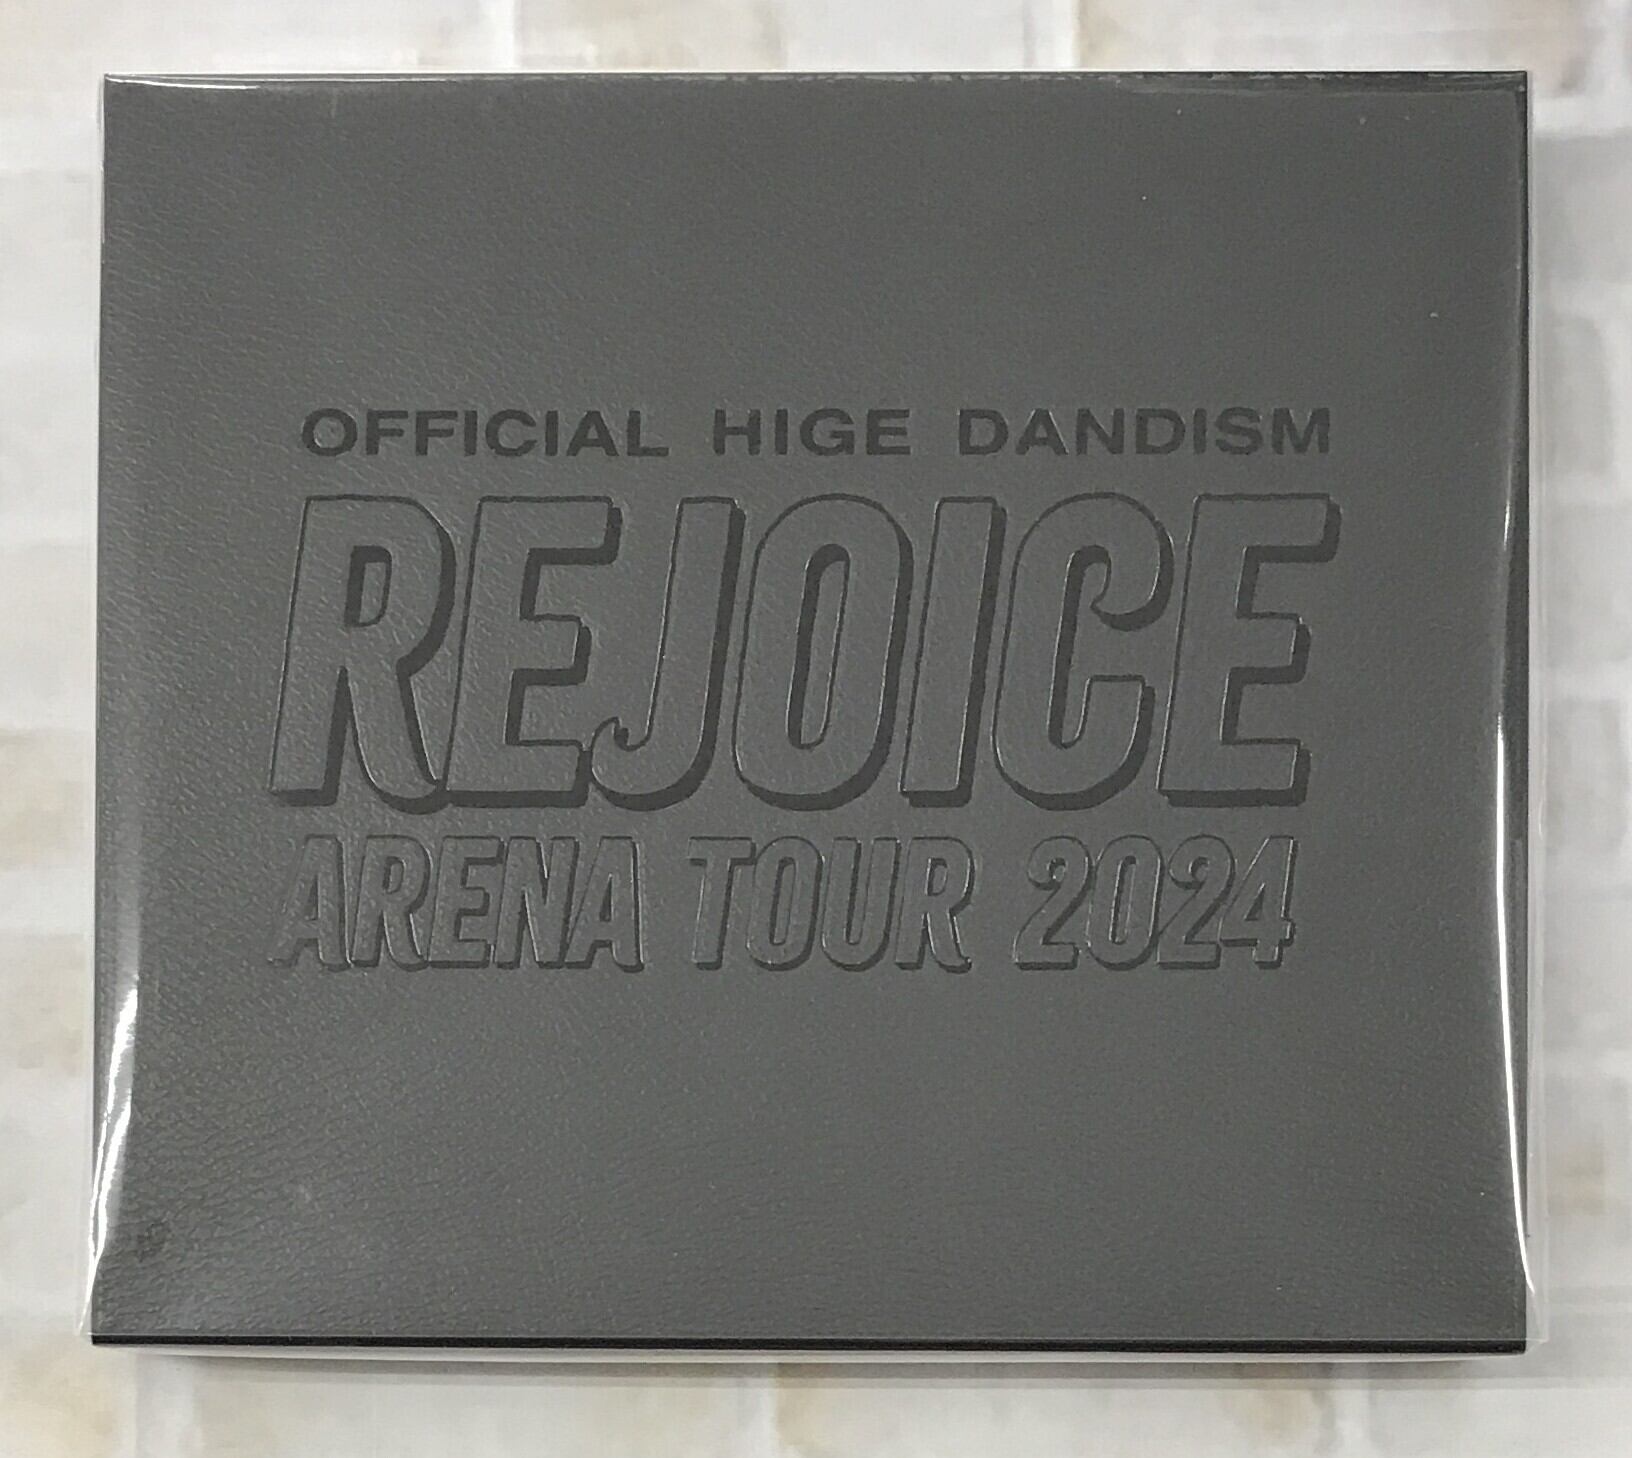 OFFICIAL HIGE DANDISM
REJOICE
ARENA TOUR 2024